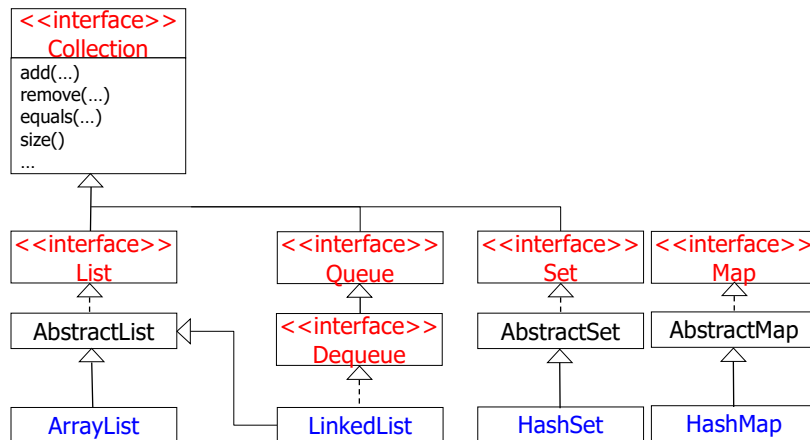 <<interface>>
Collection
add(…)
remove(…)
equals(…)
size()
…
<<interface>>
List
<<interface>>
Queue
<<interface>>
Set
<<interface>>
Map
AbstractList
<<interface>>
Dequeue
AbstractSet
AbstractMap
ArrayList
LinkedList
HashSet
HashMap